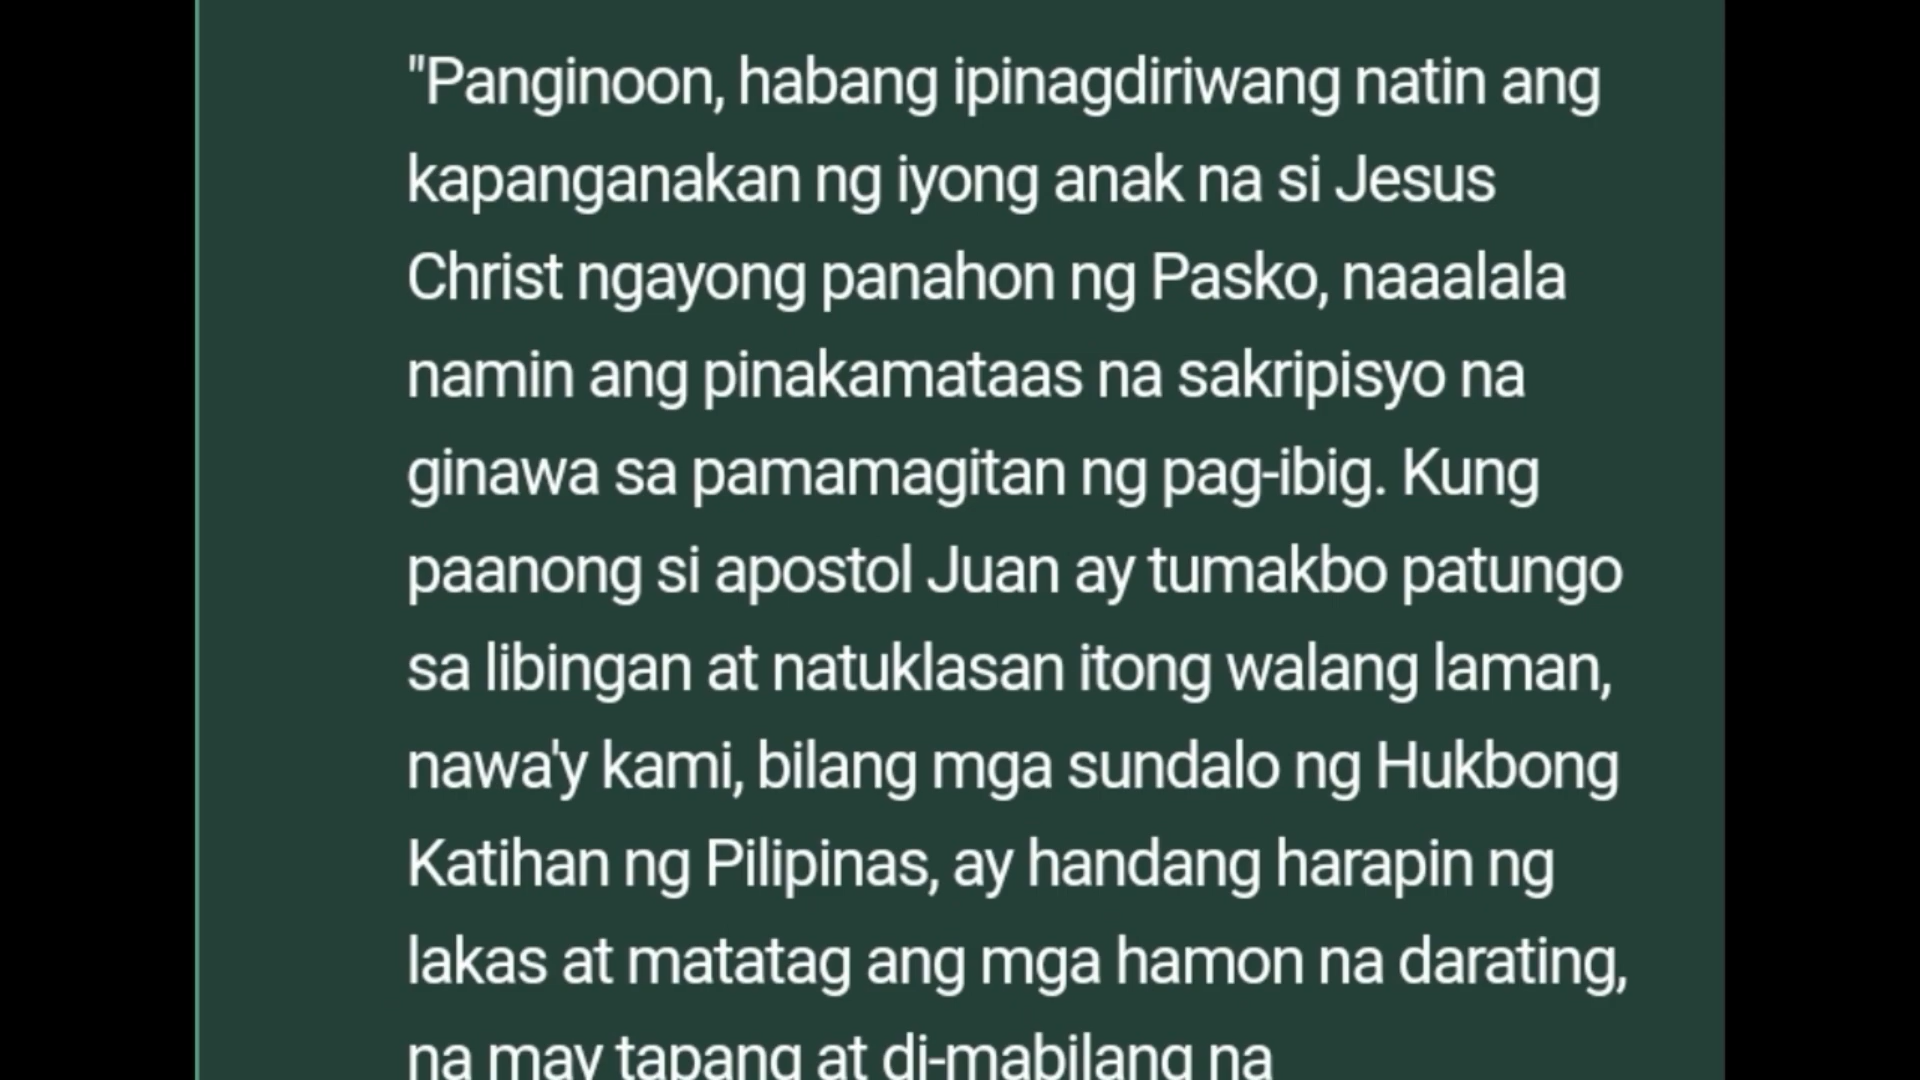 "Panginoon, habang ipinagdiriwang natin ang
kapanganakan ng iyong anak na si Jesus
Christ ngayong panahon ng Pasko, naaalala
namin ang pinakamataas na sakripisyo na
ginawa sa pamamagitan ng pag-ibig. Kung
paanong si apostol Juan ay tumakbo patungo
sa libingan at natuklasan itong walang laman,
nawa'y kami, bilang mga sundalo ng Hukbong
Katihan ng Pilipinas, ay handang harapin ng
lakas at matatag ang mga hamon na darating,
na may tapang at di-mabilang na